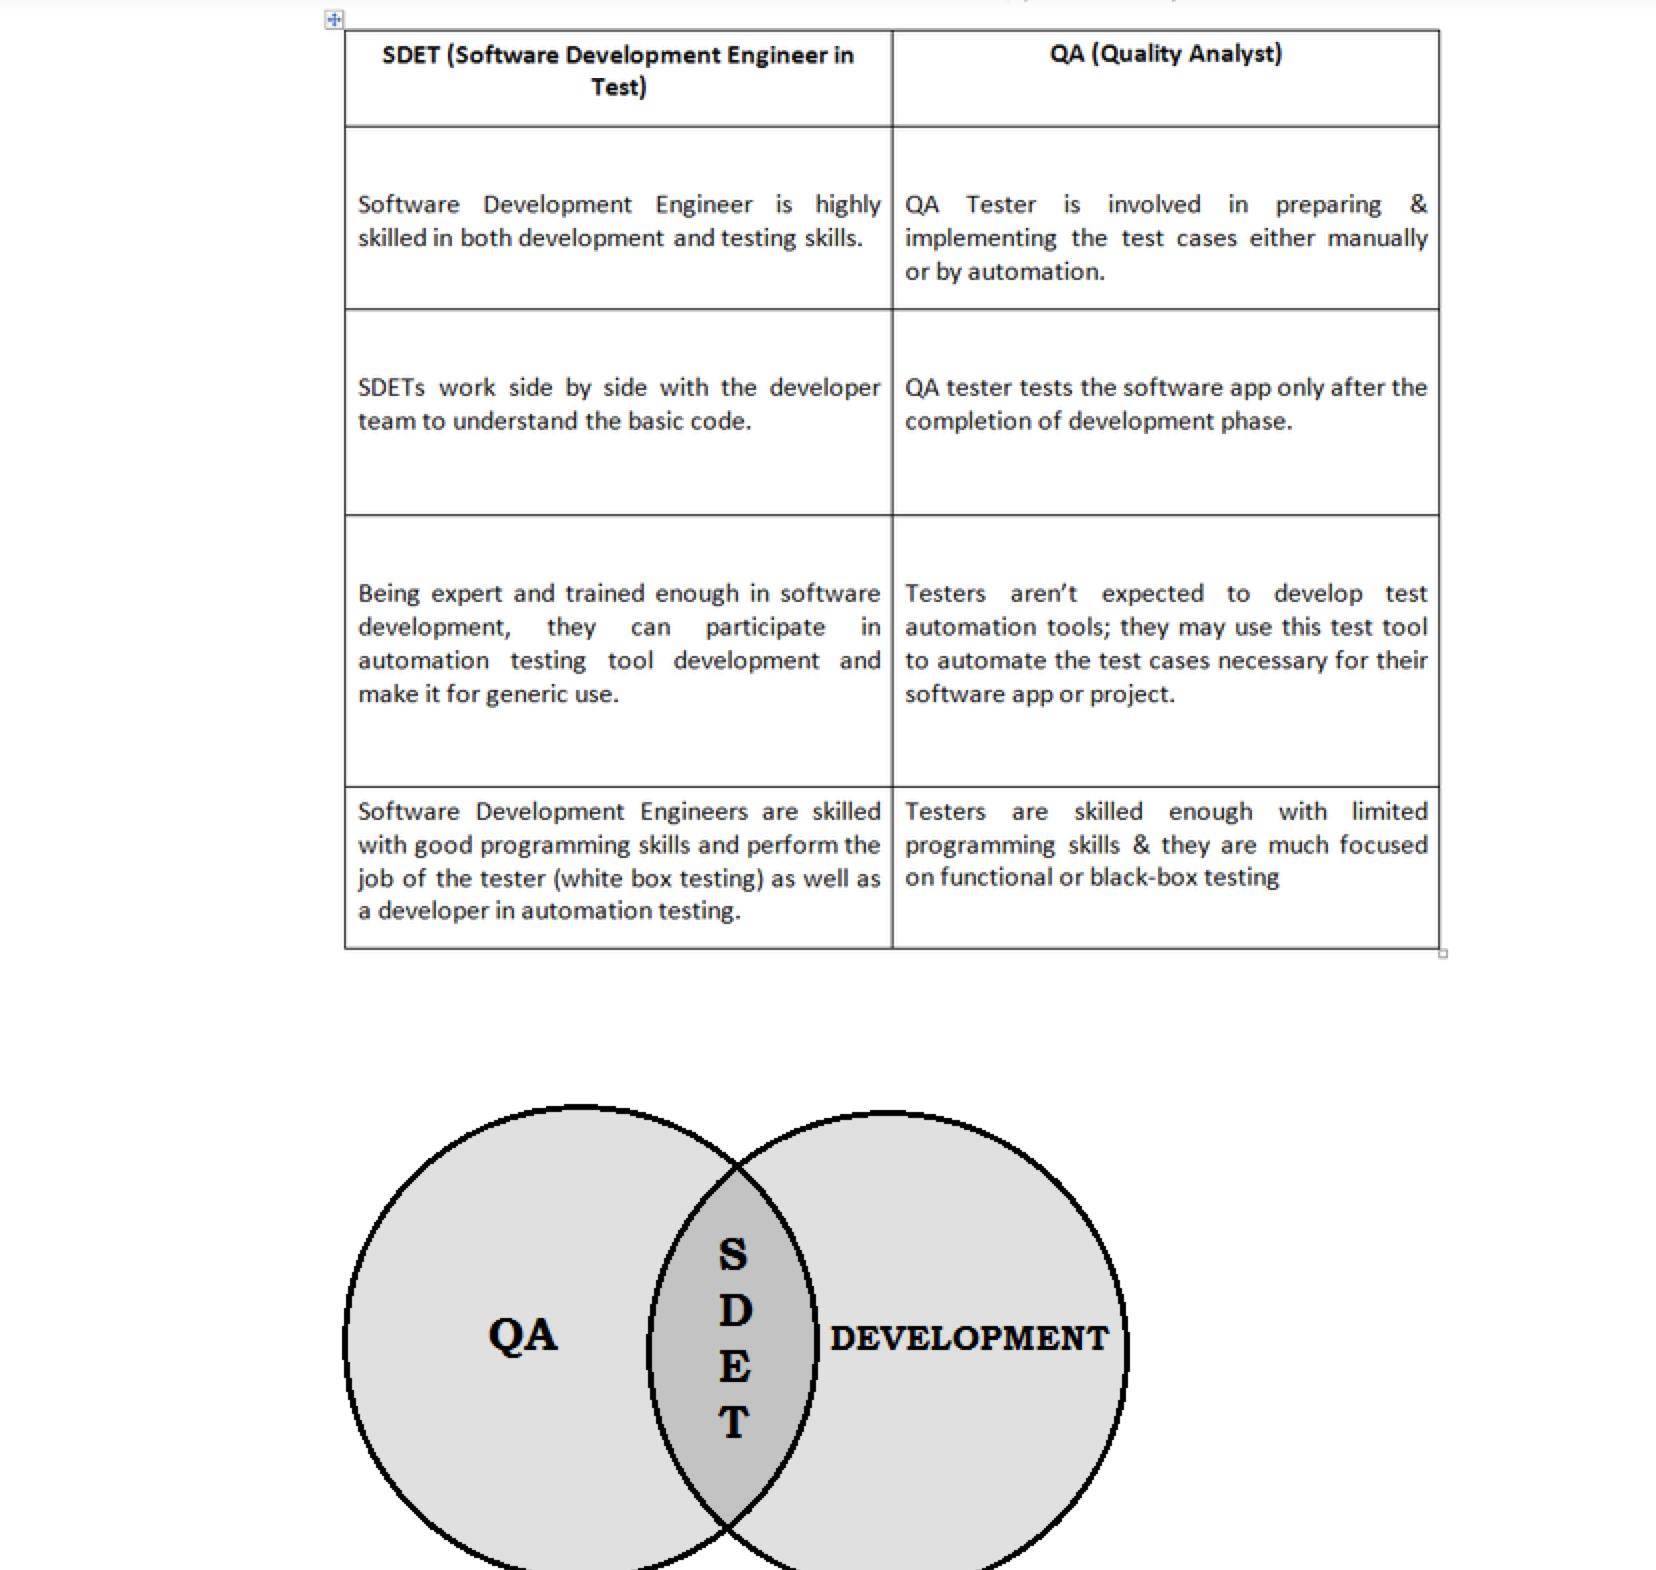 SDET (Software Development Engineer in
Test)
QA (Quality Analyst)
Software Development Engineer is highly
skilled in both development and testing skills.
QA Tester is involved in preparing &
implementing the test cases either manually
or by automation.
SDETs work side by side with the developer
team to understand the basic code.
QA tester tests the software app only after the
completion of development phase.
Being expert and trained enough in software
development, they can participate in
automation testing tool development and
make it for generic use.
Testers aren’t expected to develop test
automation tools; they may use this test tool
to automate the test cases necessary for their
software app or project.
Software Development Engineers are skilled
with good programming skills and perform the
job of the tester (white box testing) as well as
a developer in automation testing.
Testers are skilled enough with limited
programming skills & they are much focused
on functional or black-box testing
QA
S
D
E
T
DEVELOPMENT